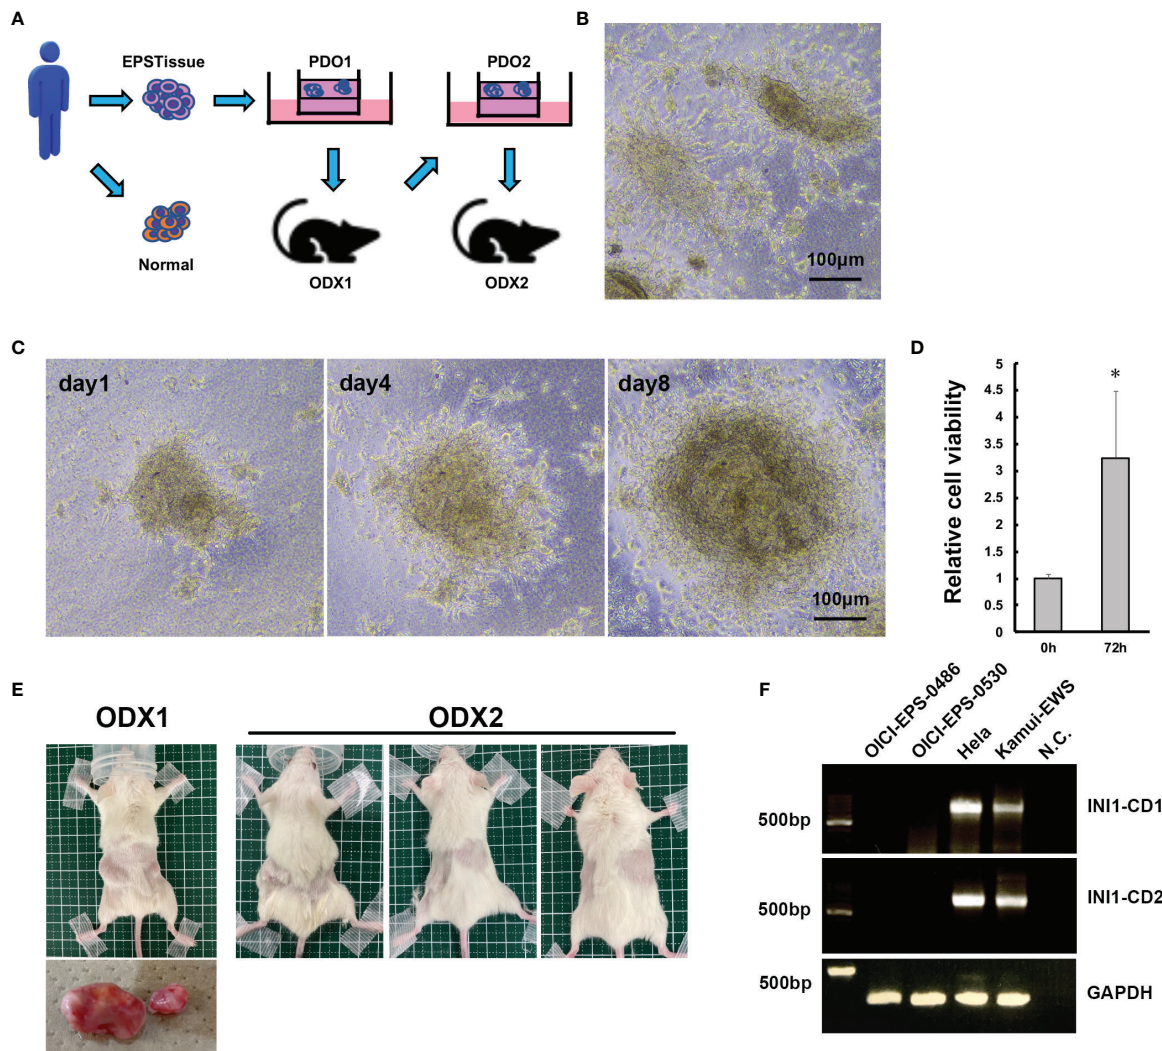 A
EPSTissue
PDO1
PDO2
Normal
ODX1
ODX2
B
100μm
C
day1
day4
day8
100μm
D
Relative cell viability
5
4.5
4
3.5
3
2.5
2
1.5
1
0.5
0
*
0h
72h
E
ODX1
ODX2
F
OICI-EPS-0486
OICI-EPS-0530
Hela
Kamui-EWS
N.C.
500bp
INI1-CD1
500bp
INI1-CD2
500bp
GAPDH